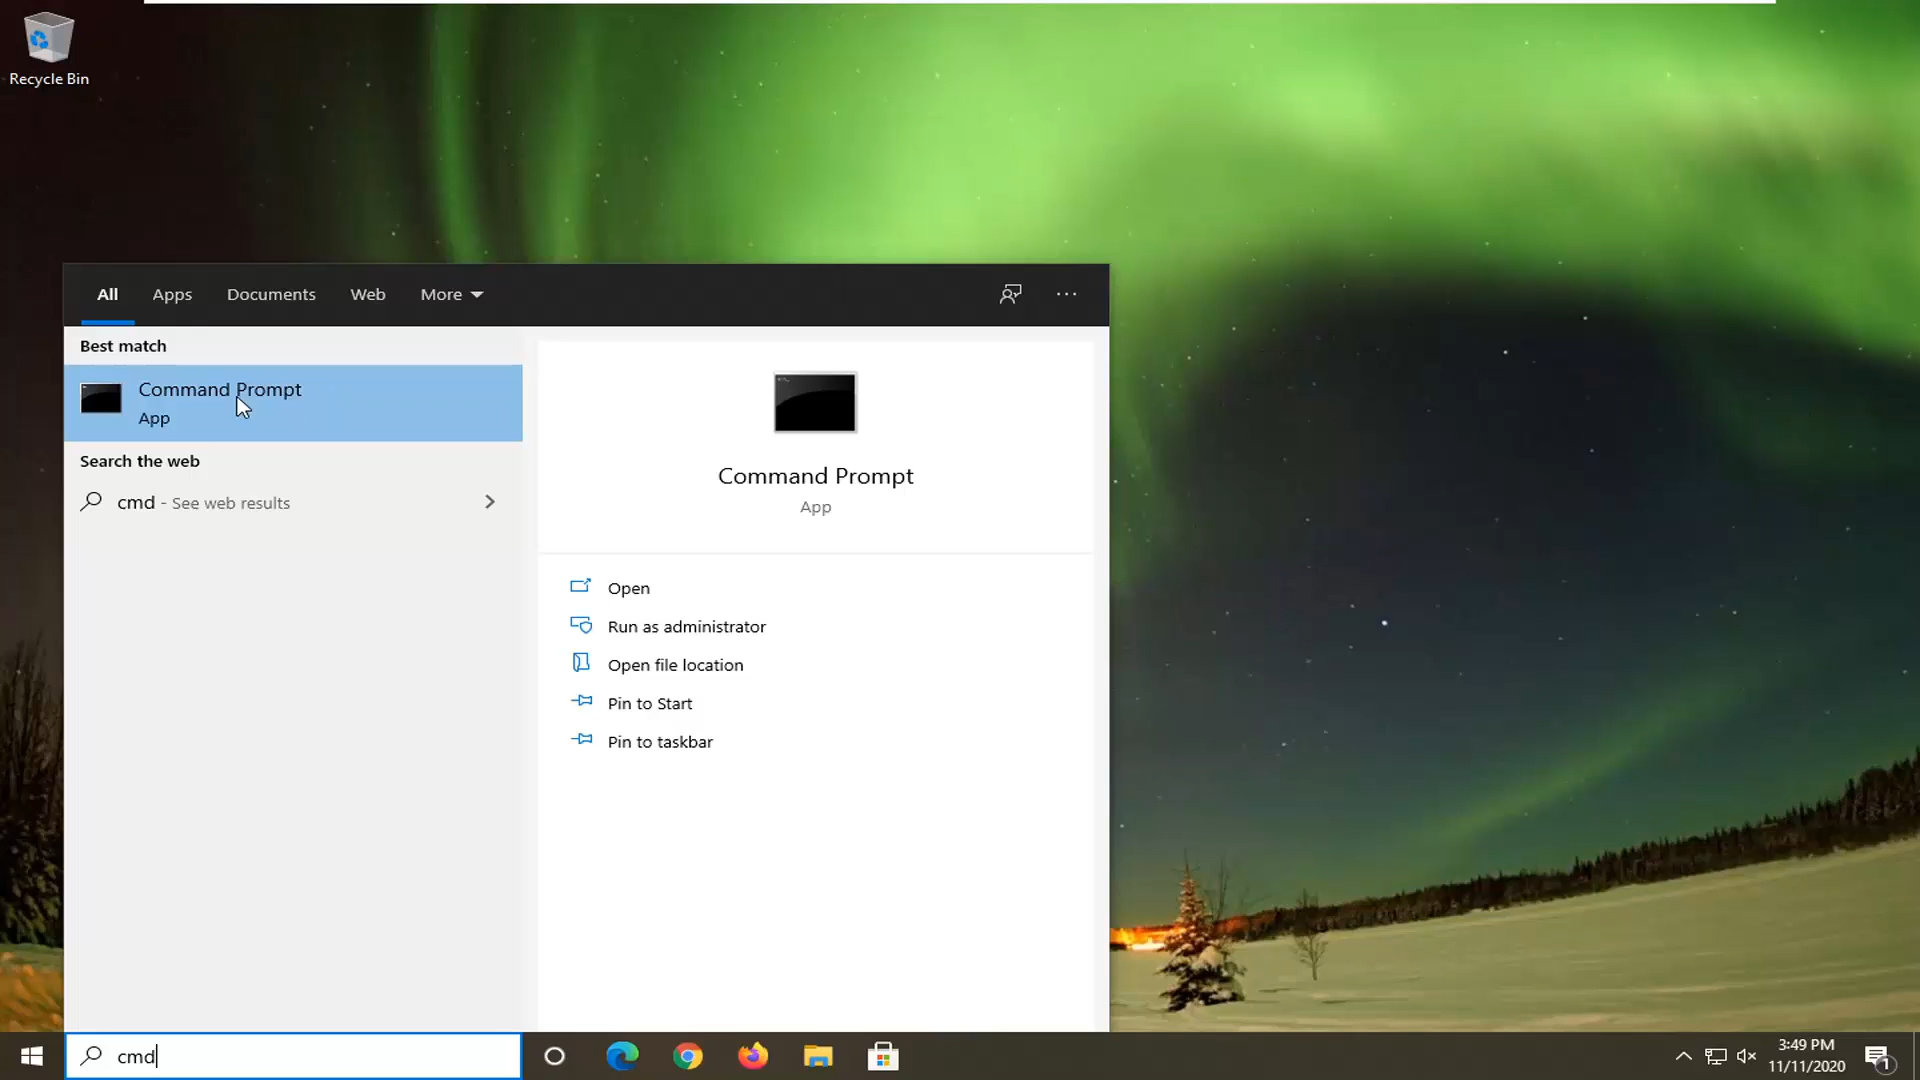 Recycle Bin
All Apps Documents Web More
Best match
Command Prompt
App
Search the web
cmd - See web results
Command Prompt
App
Open
Run as administrator
Open file location
Pin to Start
Pin to taskbar
cmd
3:49 PM
11/11/2020
1